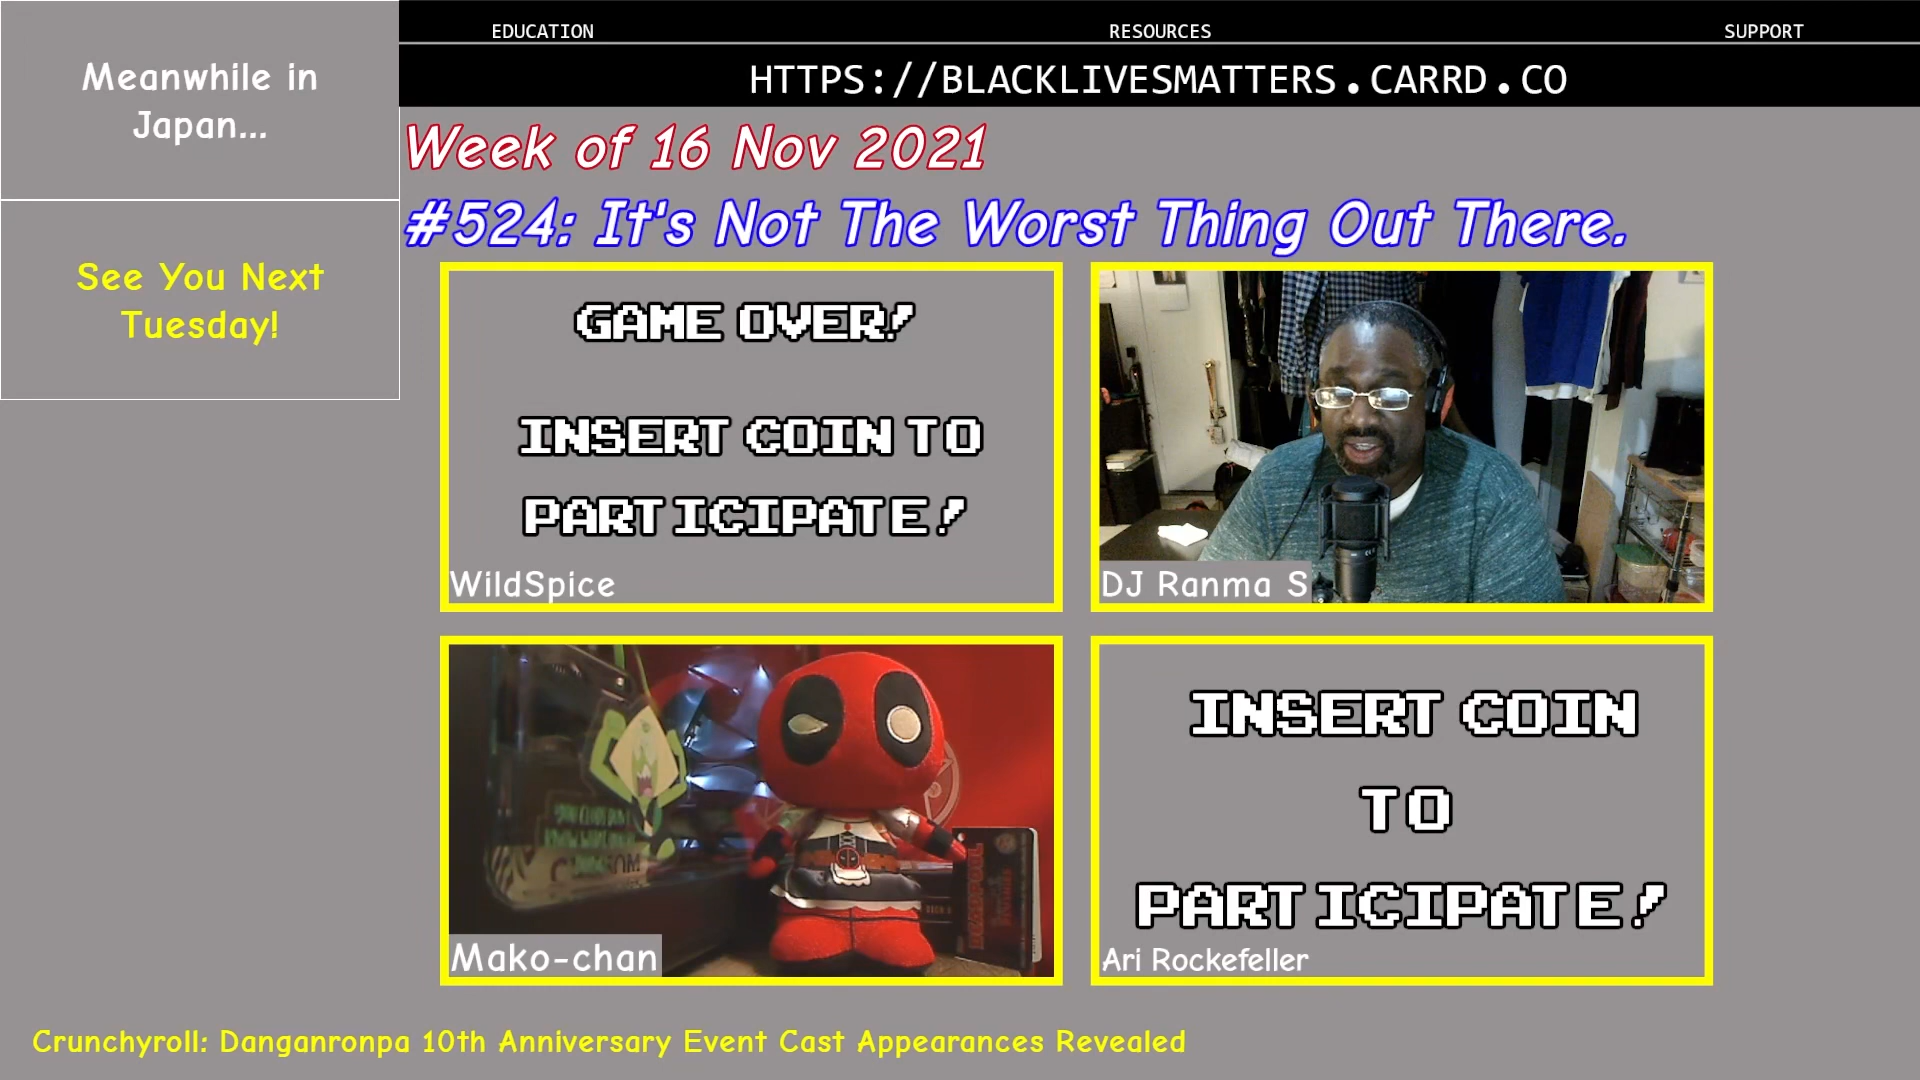 Meanwhile in
Japan...
See You Next
Tuesday!
EDUCATION RESOURCES SUPPORT
HTTPS://BLACKLIVESMATTERS.CARRD.CO
Week of 16 Nov 2021
#524: It's Not The Worst Thing Out There.
GAME OVER!
INSERT COIN TO
PARTICIPATE!
WildSpice
DJ Ranma S
DEADPOOL
Mako-chan
INSERT COIN
TO
PARTICIPATE!
Ari Rockefeller
Crunchyroll: Danganronpa 10th Anniversary Event Cast Appearances Revealed